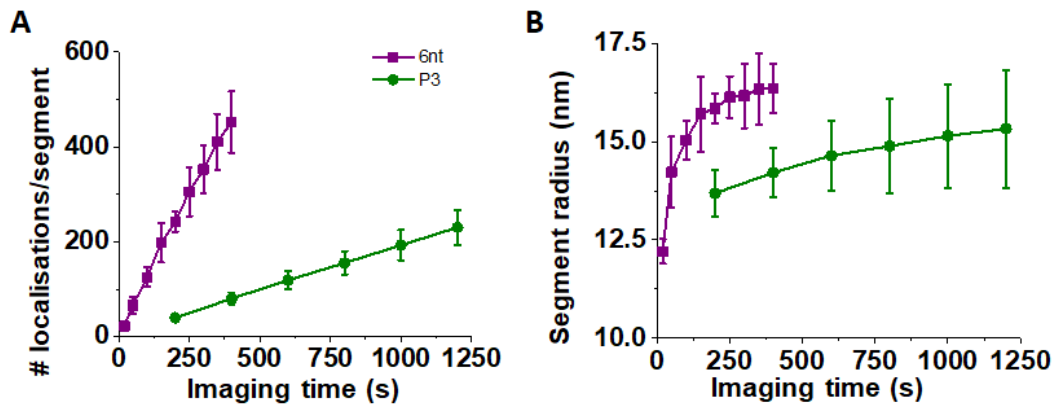 A
# localisations/segment
600
400
200
0
6nt
P3
0 250 500 750 1000 1250
Imaging time (s)
B
Segment radius (nm)
17.5
15.0
12.5
10.0
0 250 500 750 1000 1250
Imaging time (s)